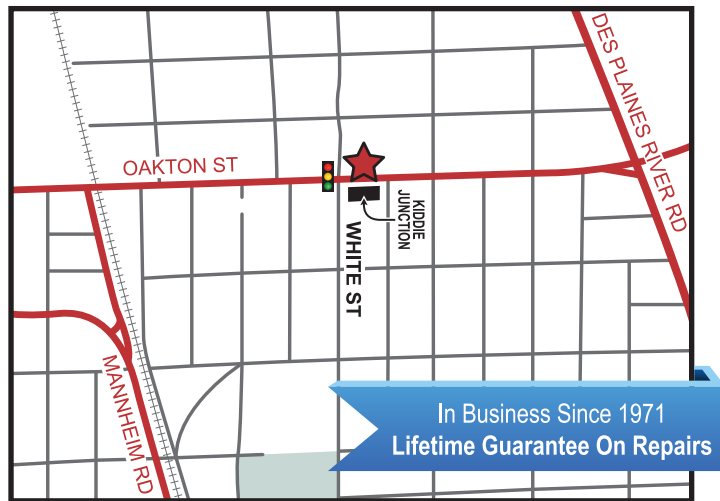 DES PLAINES RIVER RD
OAKTON ST
KIDDIE
JUNCTION
WHITE ST
MANNHEIM RD
In Business Since 1971
Lifetime Guarantee On Repairs